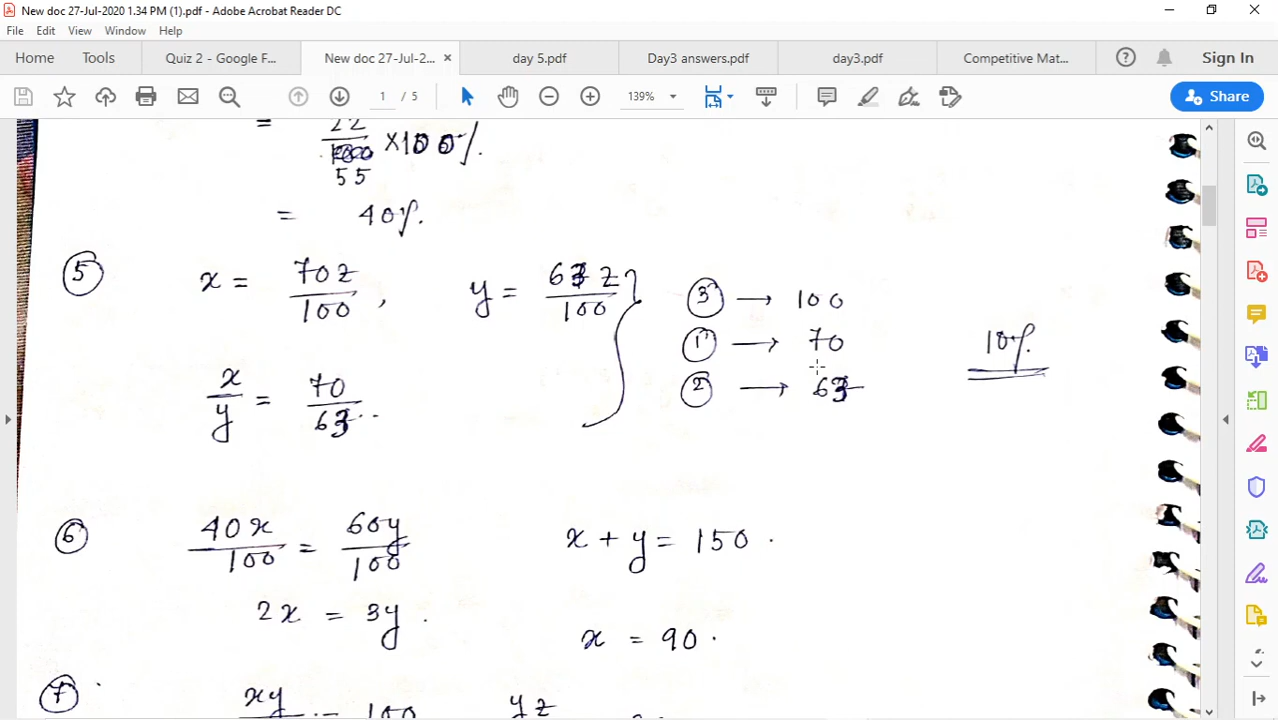 New doc 27-Jul-2020 1.34 PM (1).pdf - Adobe Acrobat Reader DC
File Edit View Window Help
Home Tools Quiz 2 - Google F... New doc 27-Jul-2... × day 5.pdf Day3 answers.pdf day3.pdf Competitive Mat... Sign In
1 / 5 139% Share
= 22/55 ×100%.
= 40%.
5 x = 70z/100, y = 63z/100
3 → 100
1 → 70 10%
2 → 63
x/y = 70/63
6 40x/100 = 60y/100 x + y = 150.
2x = 3y.
x = 90.
7. xy 100 yz